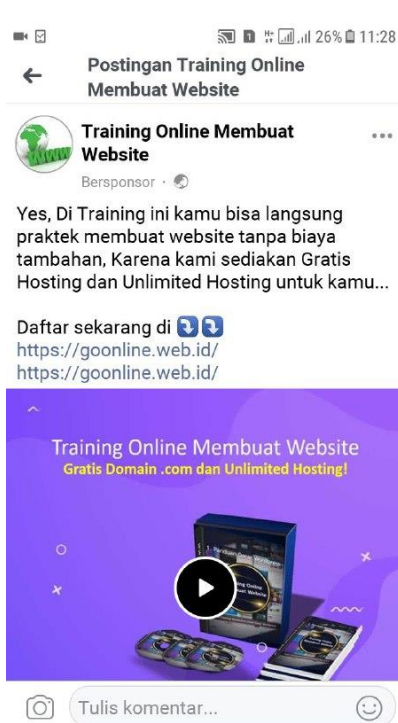 26% 11:28
Postingan Training Online
Membuat Website
Training Online Membuat
Website
Bersponsor ·
Yes, Di Training ini kamu bisa langsung
praktek membuat website tanpa biaya
tambahan, Karena kami sediakan Gratis
Hosting dan Unlimited Hosting untuk kamu...
Daftar sekarang di
https://goonline.web.id/
https://goonline.web.id/
Training Online Membuat Website
Gratis Domain .com dan Unlimited Hosting!
Tulis komentar...